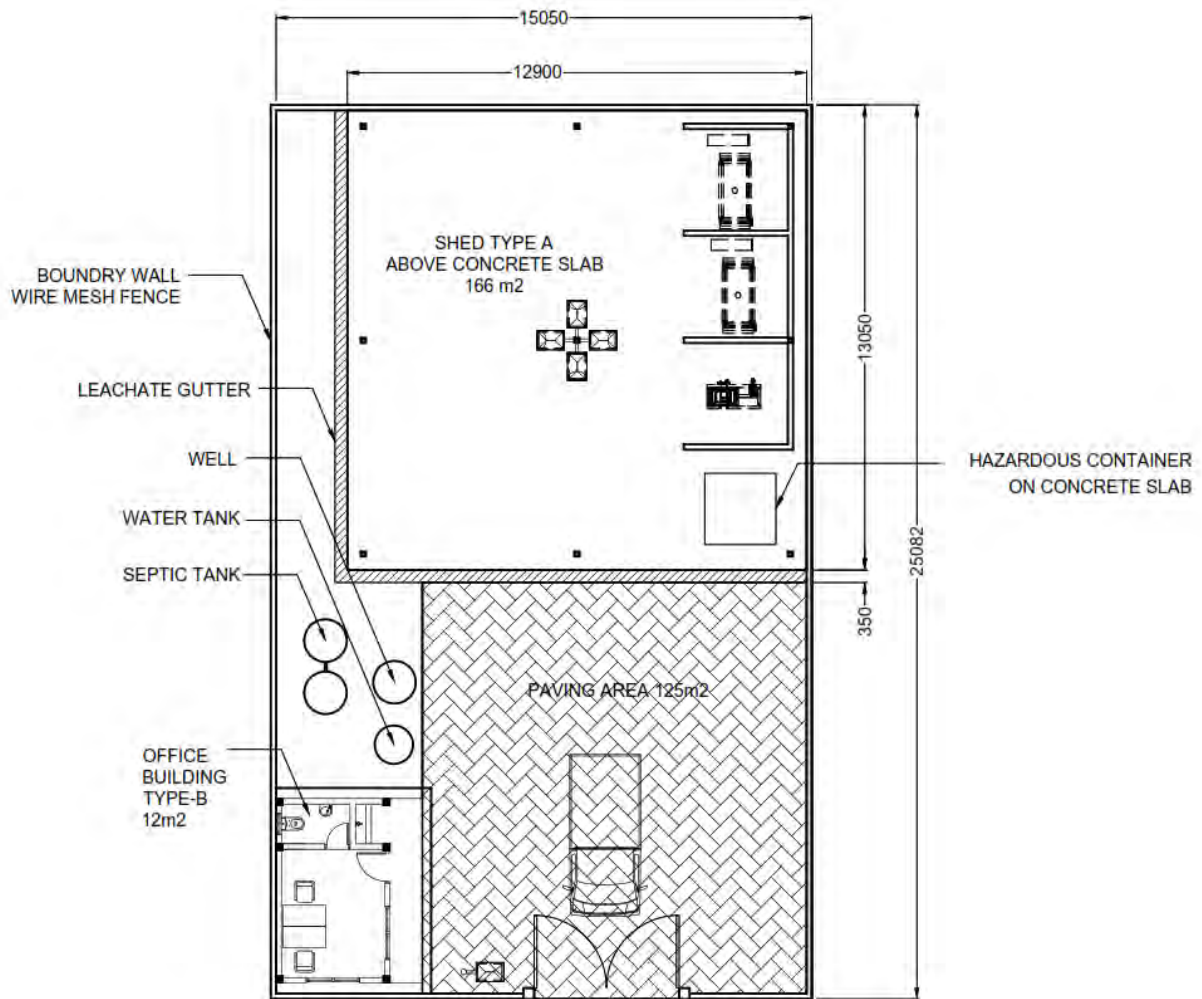 15050
12900
SHED TYPE A
ABOVE CONCRETE SLAB
166 m2
BOUNDRY WALL
WIRE MESH FENCE
13050
LEACHATE GUTTER
WELL
HAZARDOUS CONTAINER
ON CONCRETE SLAB
WATER TANK
25082
SEPTIC TANK
350
PAVING AREA 125m2
OFFICE
BUILDING
TYPE-B
12m2